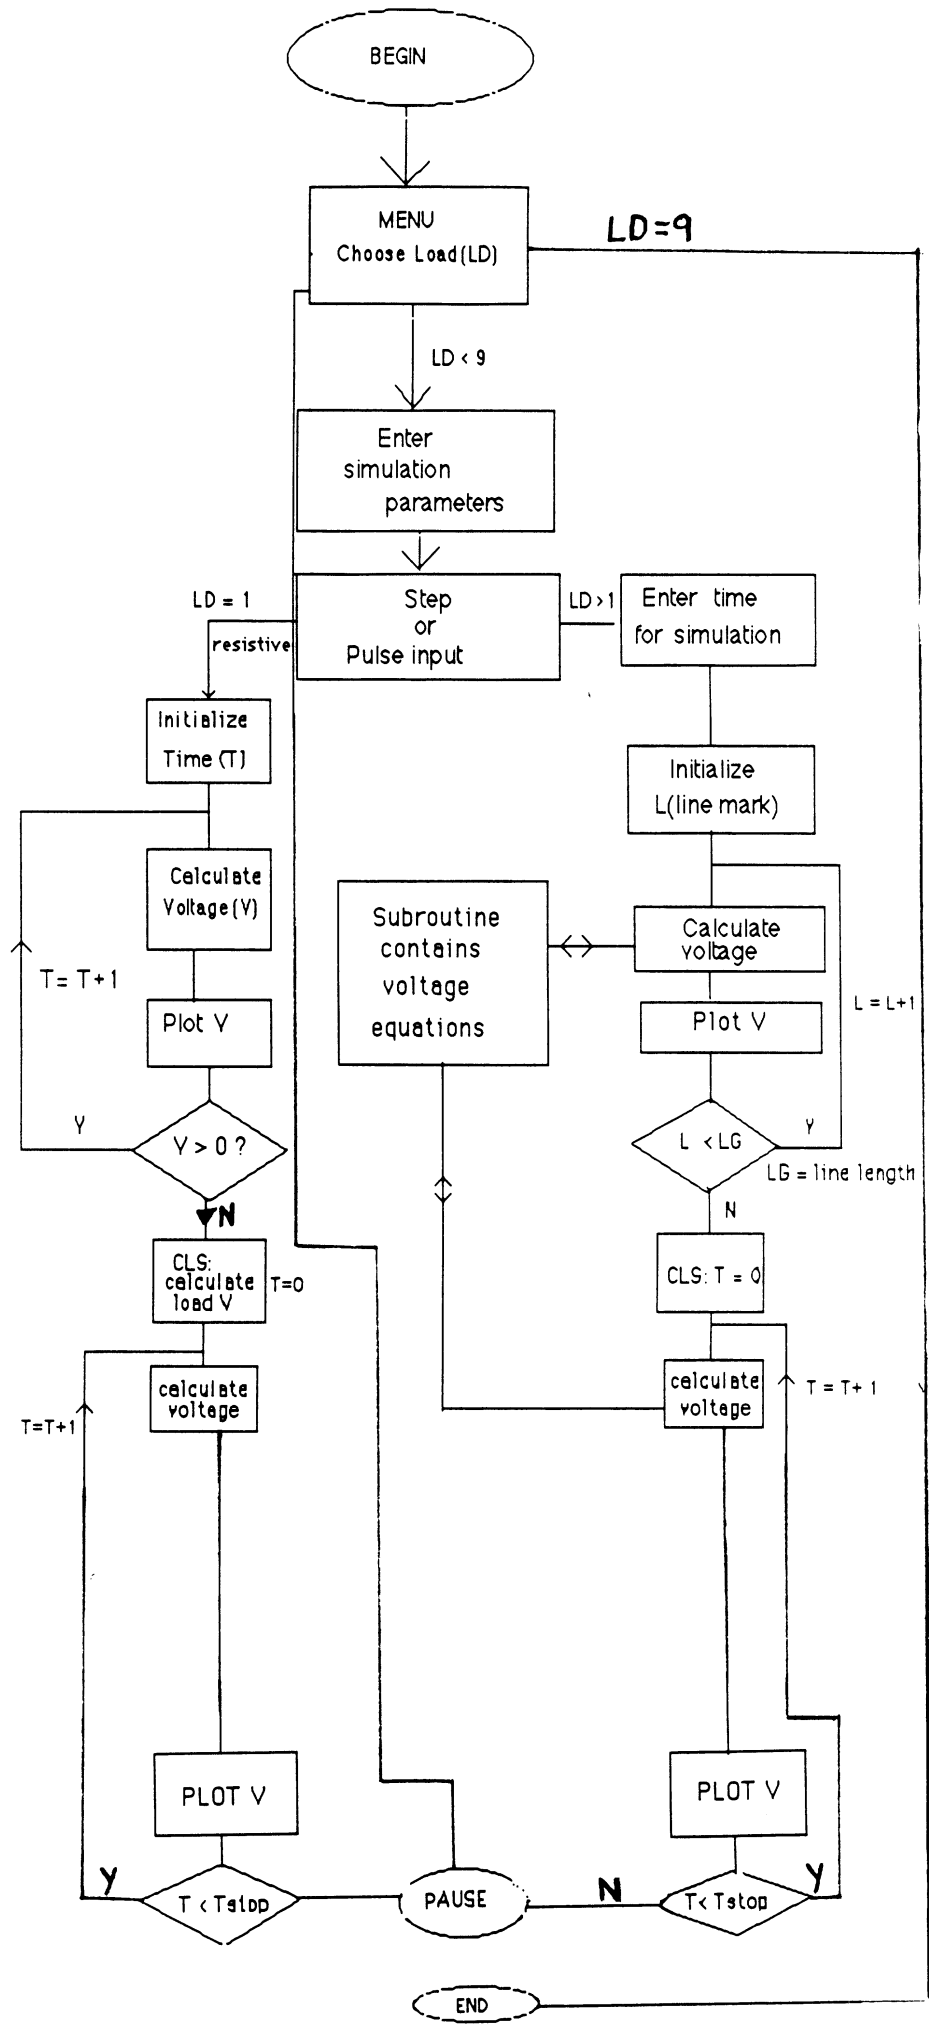 BEGIN
MENU
Choose Load(LD)
LD=9
LD < 9
Enter
simulation
parameters
LD = 1
resistive
Step
or
Pulse input
LD>1
Enter time
for simulation
Initialize
Time (T)
Initialize
L(line mark)
Calculate
Voltage(V)
T= T+1
Plot V
Y
V > 0 ?
N
Subroutine
contains
voltage
equations
Calculate
voltage
L = L+1
Plot V
L < LG
Y
LG = line length
N
CLS:
calculate
load V
T=0
CLS: T = 0
calculate
voltage
T=T+1
calculate
voltage
T = T+ 1
PLOT V
PLOT V
Y
T < Tstop
PAUSE
N
T< Tstop
Y
END